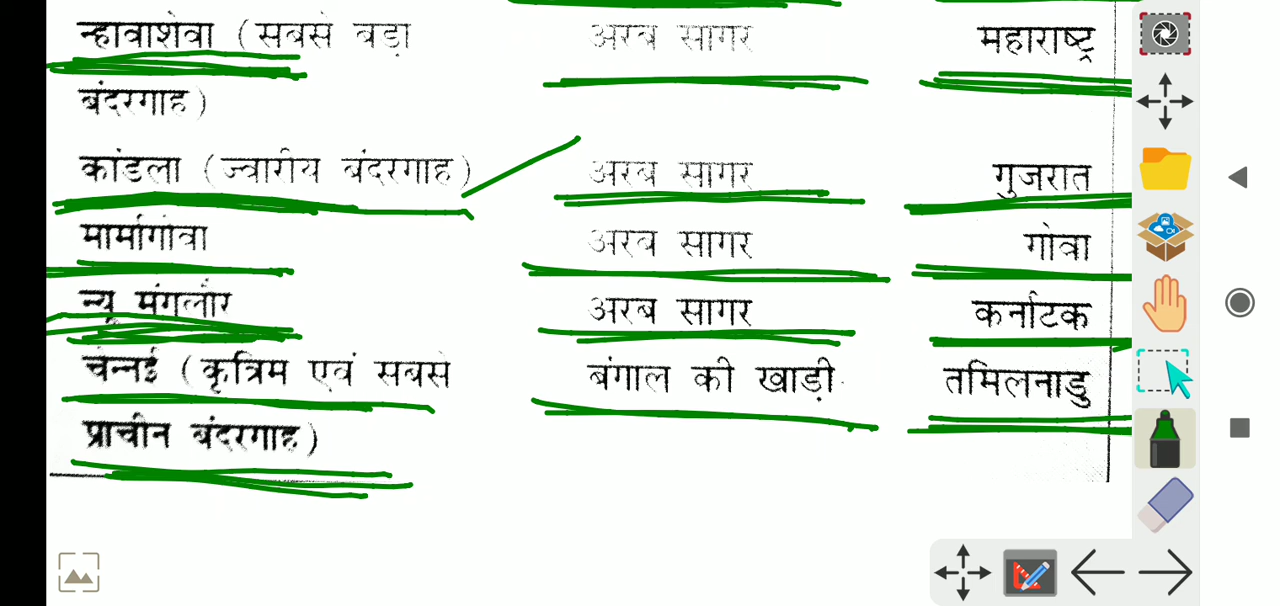 न्हावाशेवा (सबसे बड़ा अरब सागर महाराष्ट्र
बंदरगाह)
कांडला (ज्वारीय बंदरगाह) अरब सागर गुजरात
मार्मागोवा अरब सागर गोवा
न्यू मंगलौर अरब सागर कर्नाटक
चेन्नई (कृत्रिम एवं सबसे बंगाल की खाड़ी तमिलनाडु
प्राचीन बंदरगाह)